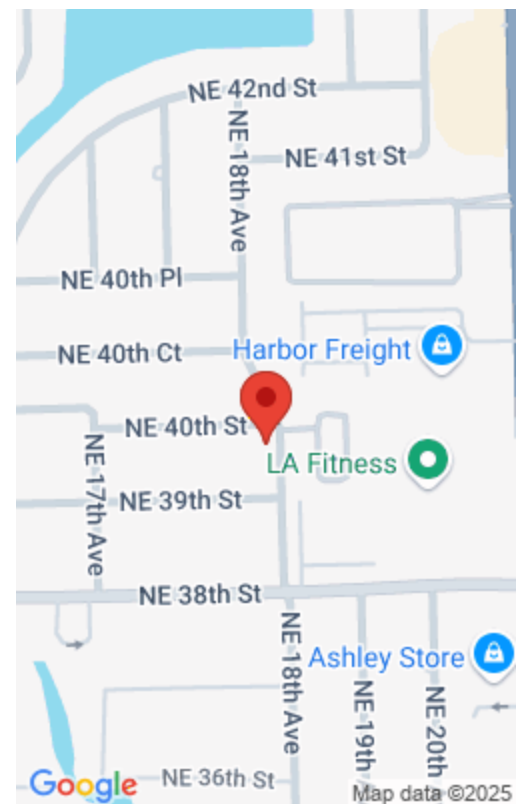 NE 42nd St
NE 18th Ave
NE 41st St
NE 40th Pl
NE 40th Ct
Harbor Freight
NE 40th St
NE 17th Ave
LA Fitness
NE 39th St
NE 38th St
NE 18th Ave
Ashley Store
NE 19th A
NE 20th
NE 36th St
Google
Map data ©2025